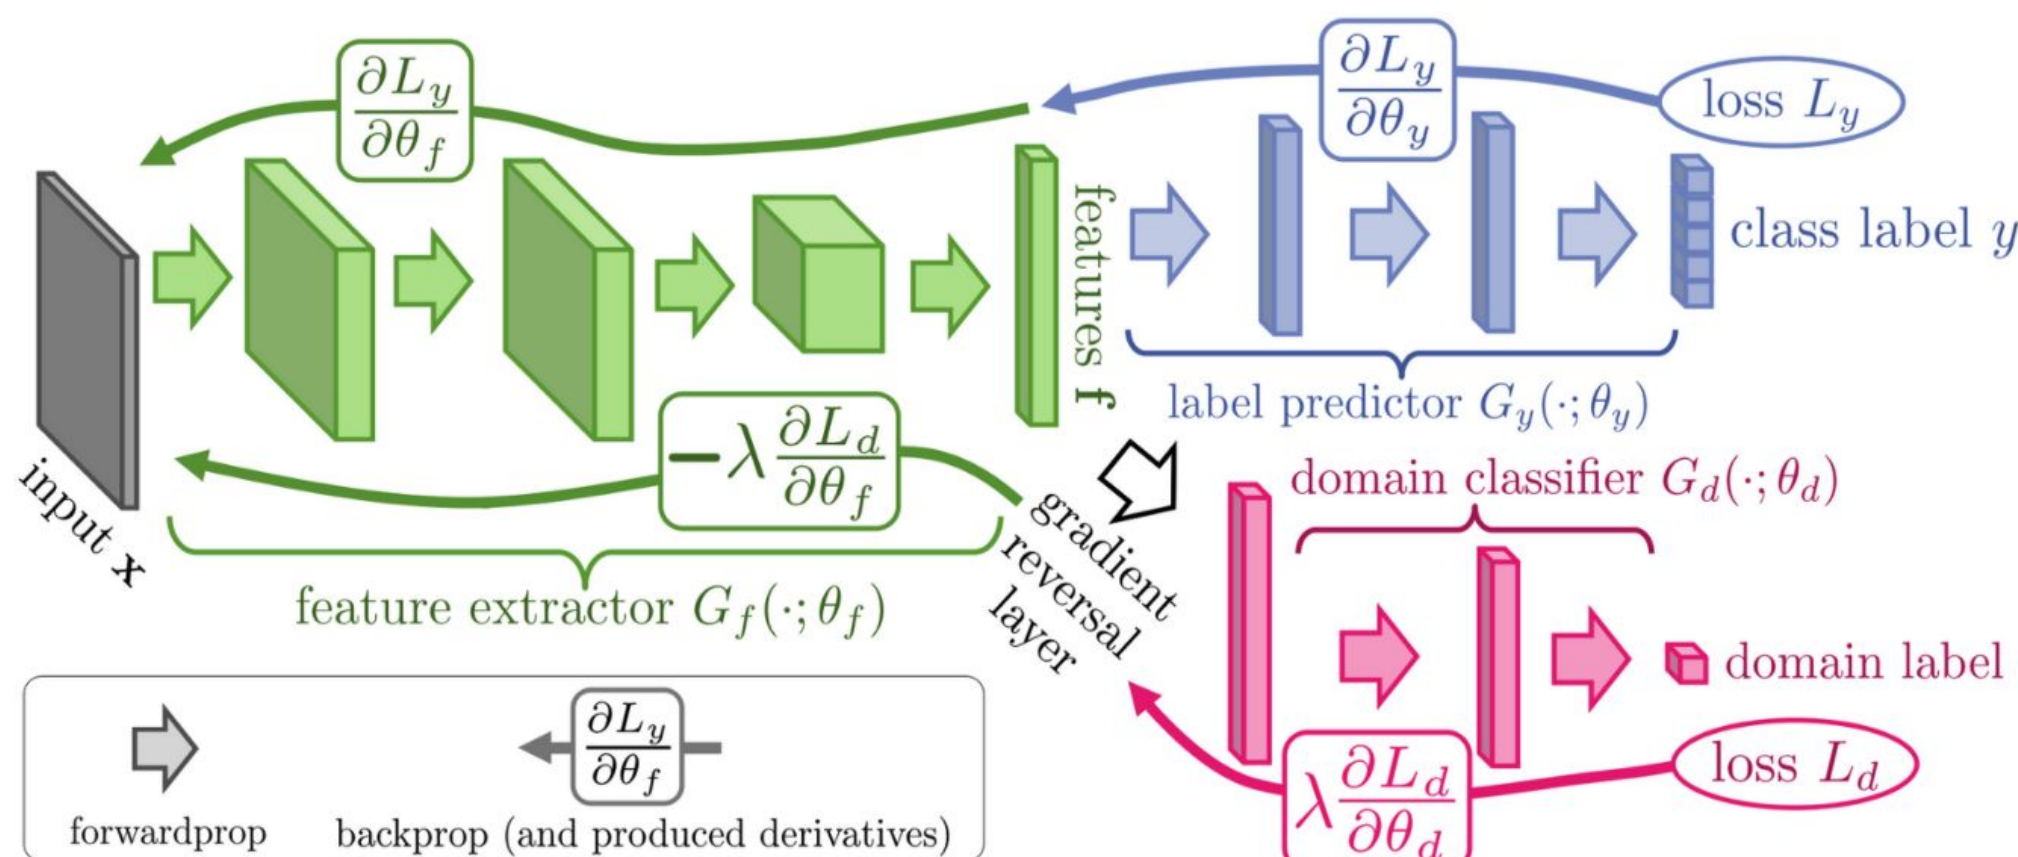 ∂L_y
∂θ_f
∂L_y
∂θ_y
loss L_y
features f
class label y
label predictor G_y(·; θ_y)
−λ ∂L_d
∂θ_f
domain classifier G_d(·; θ_d)
input x
gradient
reversal
layer
feature extractor G_f(·; θ_f)
domain label
loss L_d
λ ∂L_d
∂θ_d
∂L_y
∂θ_f
forwardprop
backprop (and produced derivatives)